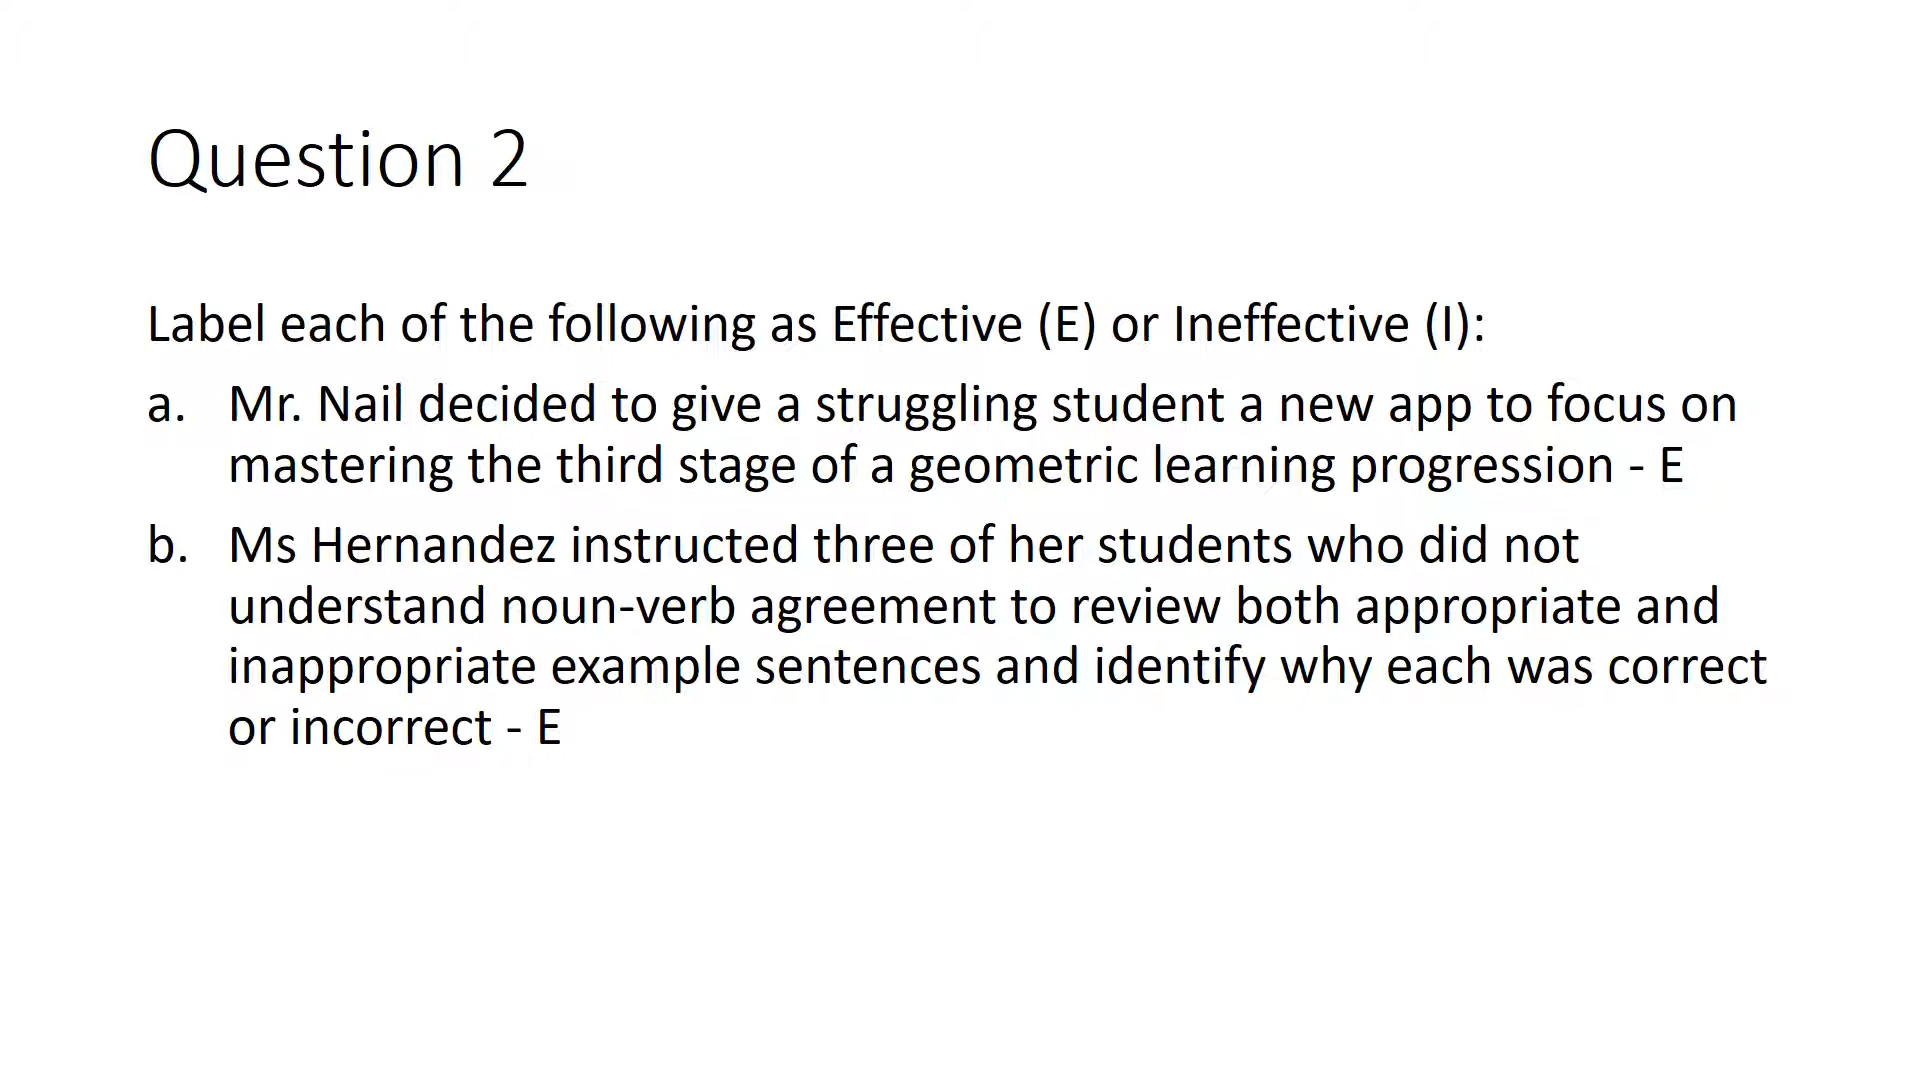 Question 2
Label each of the following as Effective (E) or Ineffective (I):
a. Mr. Nail decided to give a struggling student a new app to focus on
mastering the third stage of a geometric learning progression - E
b. Ms Hernandez instructed three of her students who did not
understand noun-verb agreement to review both appropriate and
inappropriate example sentences and identify why each was correct
or incorrect - E